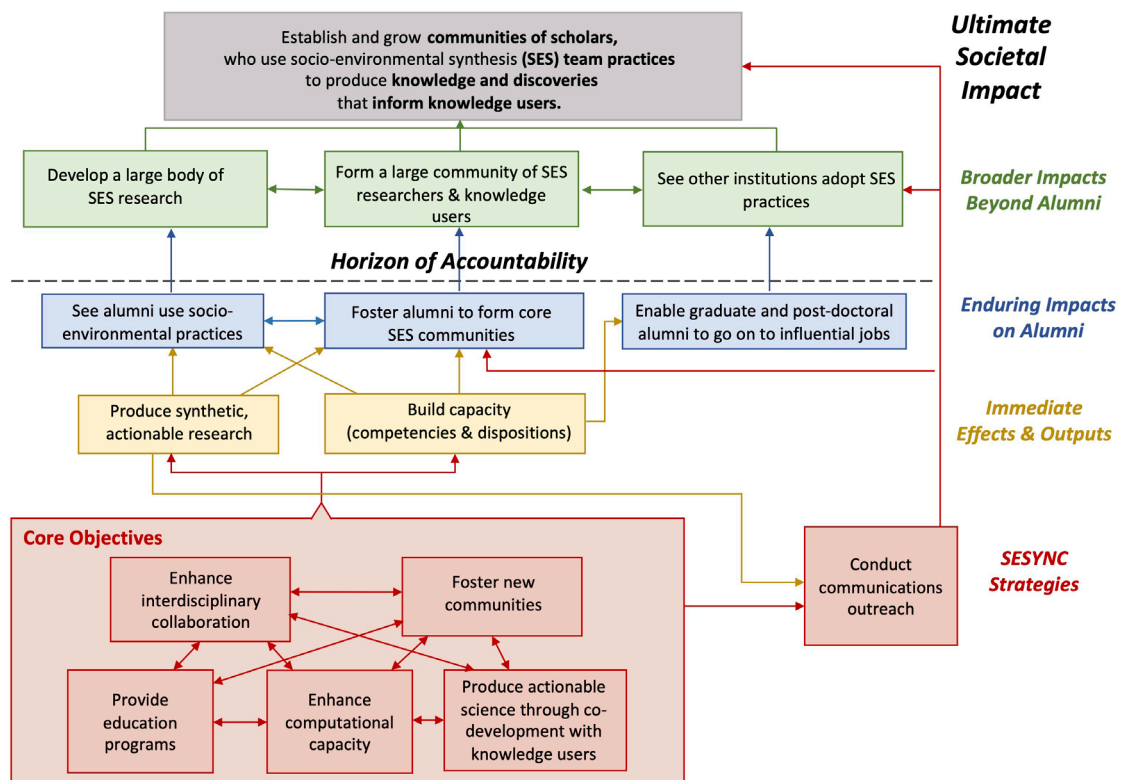 Establish and grow communities of scholars,
who use socio-environmental synthesis (SES) team practices
to produce knowledge and discoveries
that inform knowledge users.
Ultimate
Societal
Impact
Develop a large body of
SES research
Form a large community of SES
researchers & knowledge
users
See other institutions adopt SES
practices
Broader Impacts
Beyond Alumni
Horizon of Accountability
See alumni use socio-
environmental practices
Foster alumni to form core
SES communities
Enable graduate and post-doctoral
alumni to go on to influential jobs
Enduring Impacts
on Alumni
Produce synthetic,
actionable research
Build capacity
(competencies & dispositions)
Immediate
Effects & Outputs
Core Objectives
Enhance
interdisciplinary
collaboration
Foster new
communities
Provide
education
programs
Enhance
computational
capacity
Produce actionable
science through co-
development with
knowledge users
Conduct
communications
outreach
SESYNC
Strategies